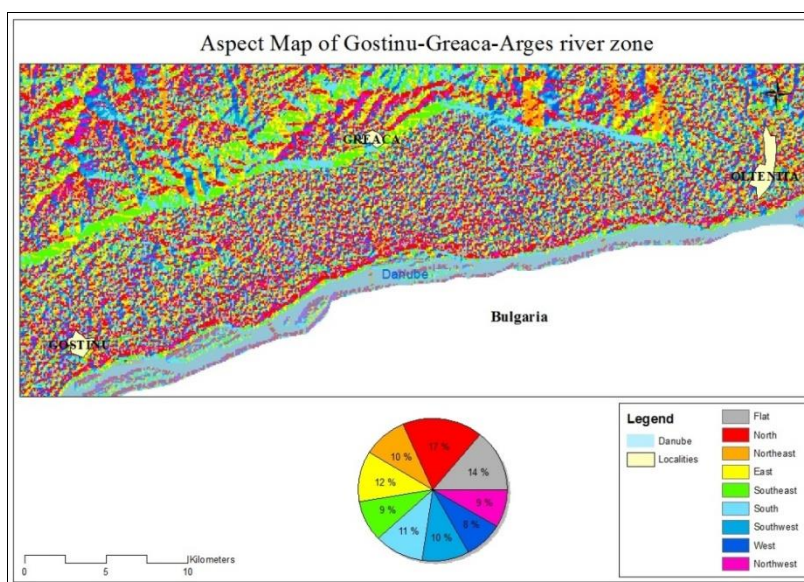 Aspect Map of Gostinu-Greaca-Arges river zone
GREACA
OLTENITA
Danube
Bulgaria
GOSTINU
Legend
Danube
Localities
Flat
North
Northeast
East
Southeast
South
Southwest
West
Northwest
17 %
10 %
14 %
12 %
9 %
9 %
11 %
10 %
8 %
Kilometers
0 5 10